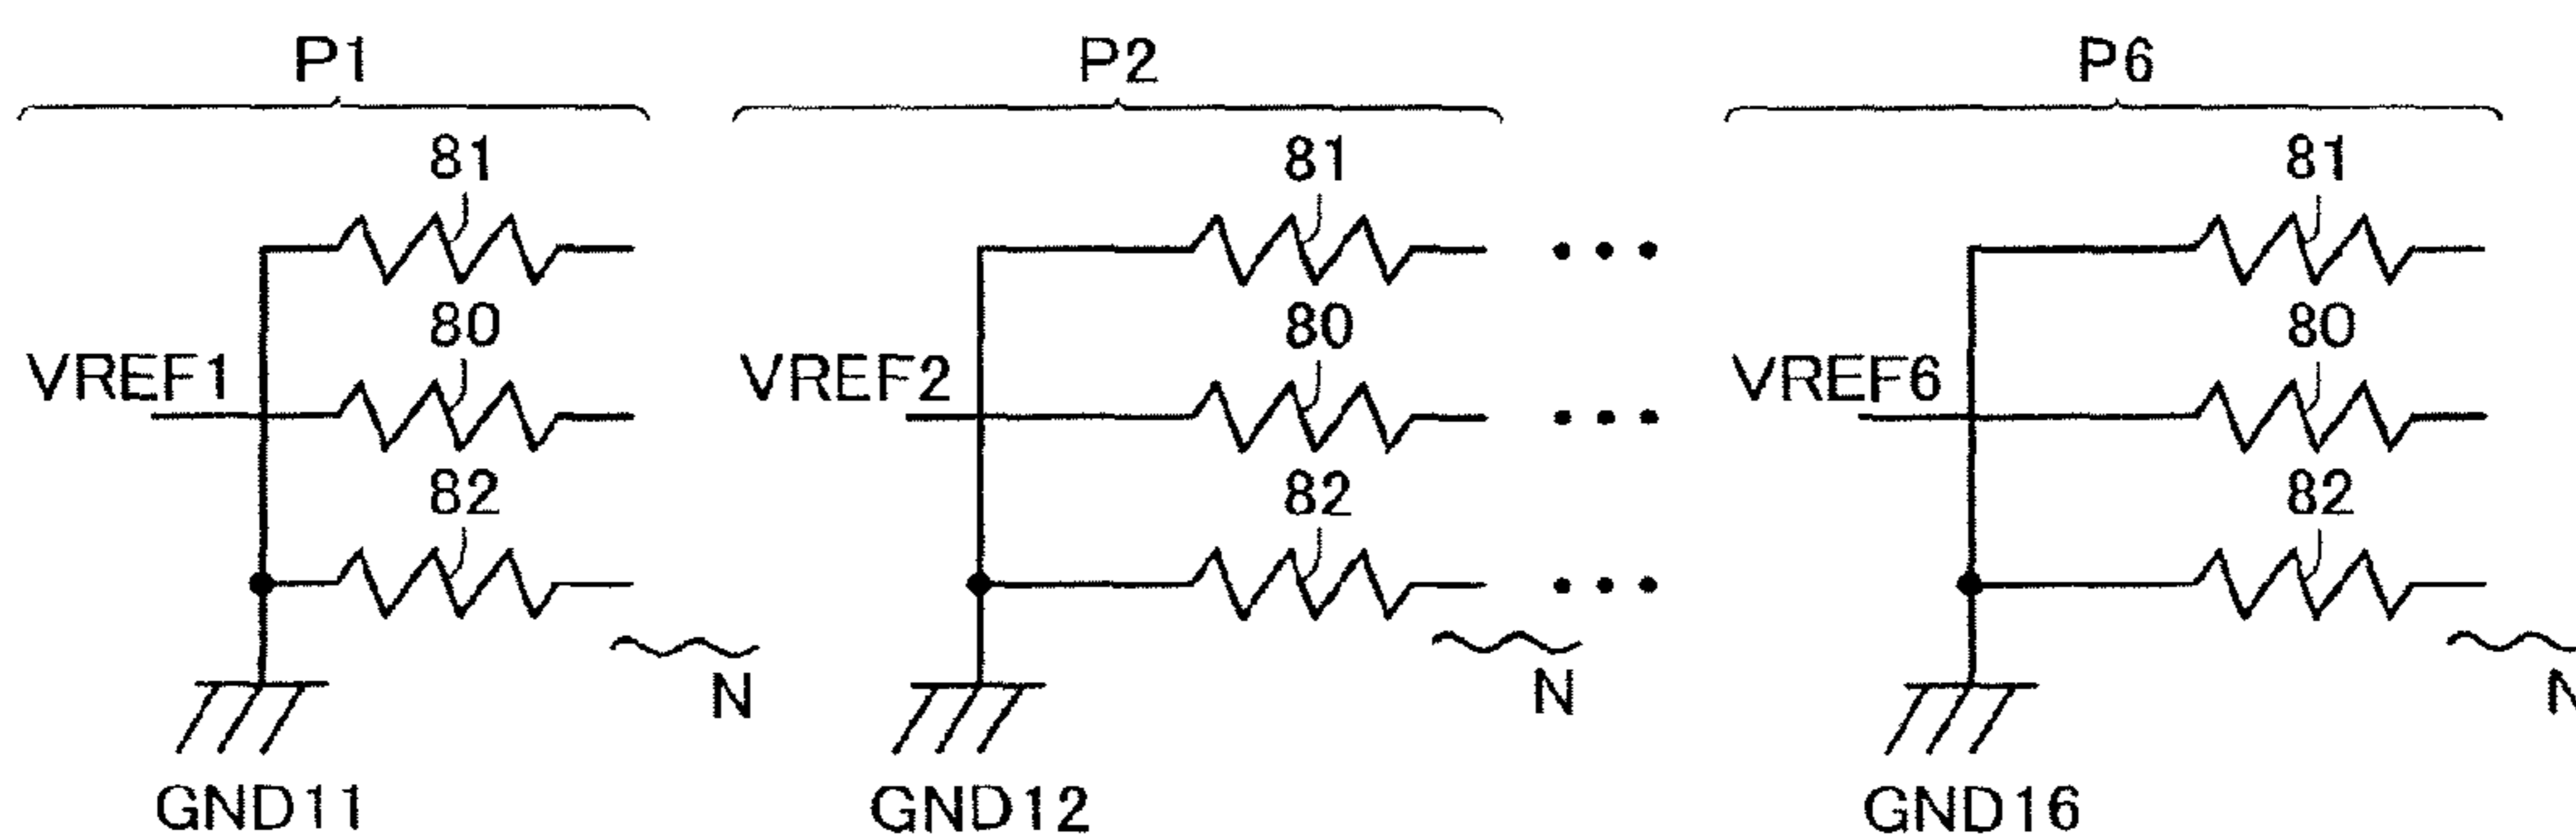 P1 P2 P6
81 81 81
80 80 80
VREF1 VREF2 VREF6
82 82 82
N N N
GND11 GND12 GND16